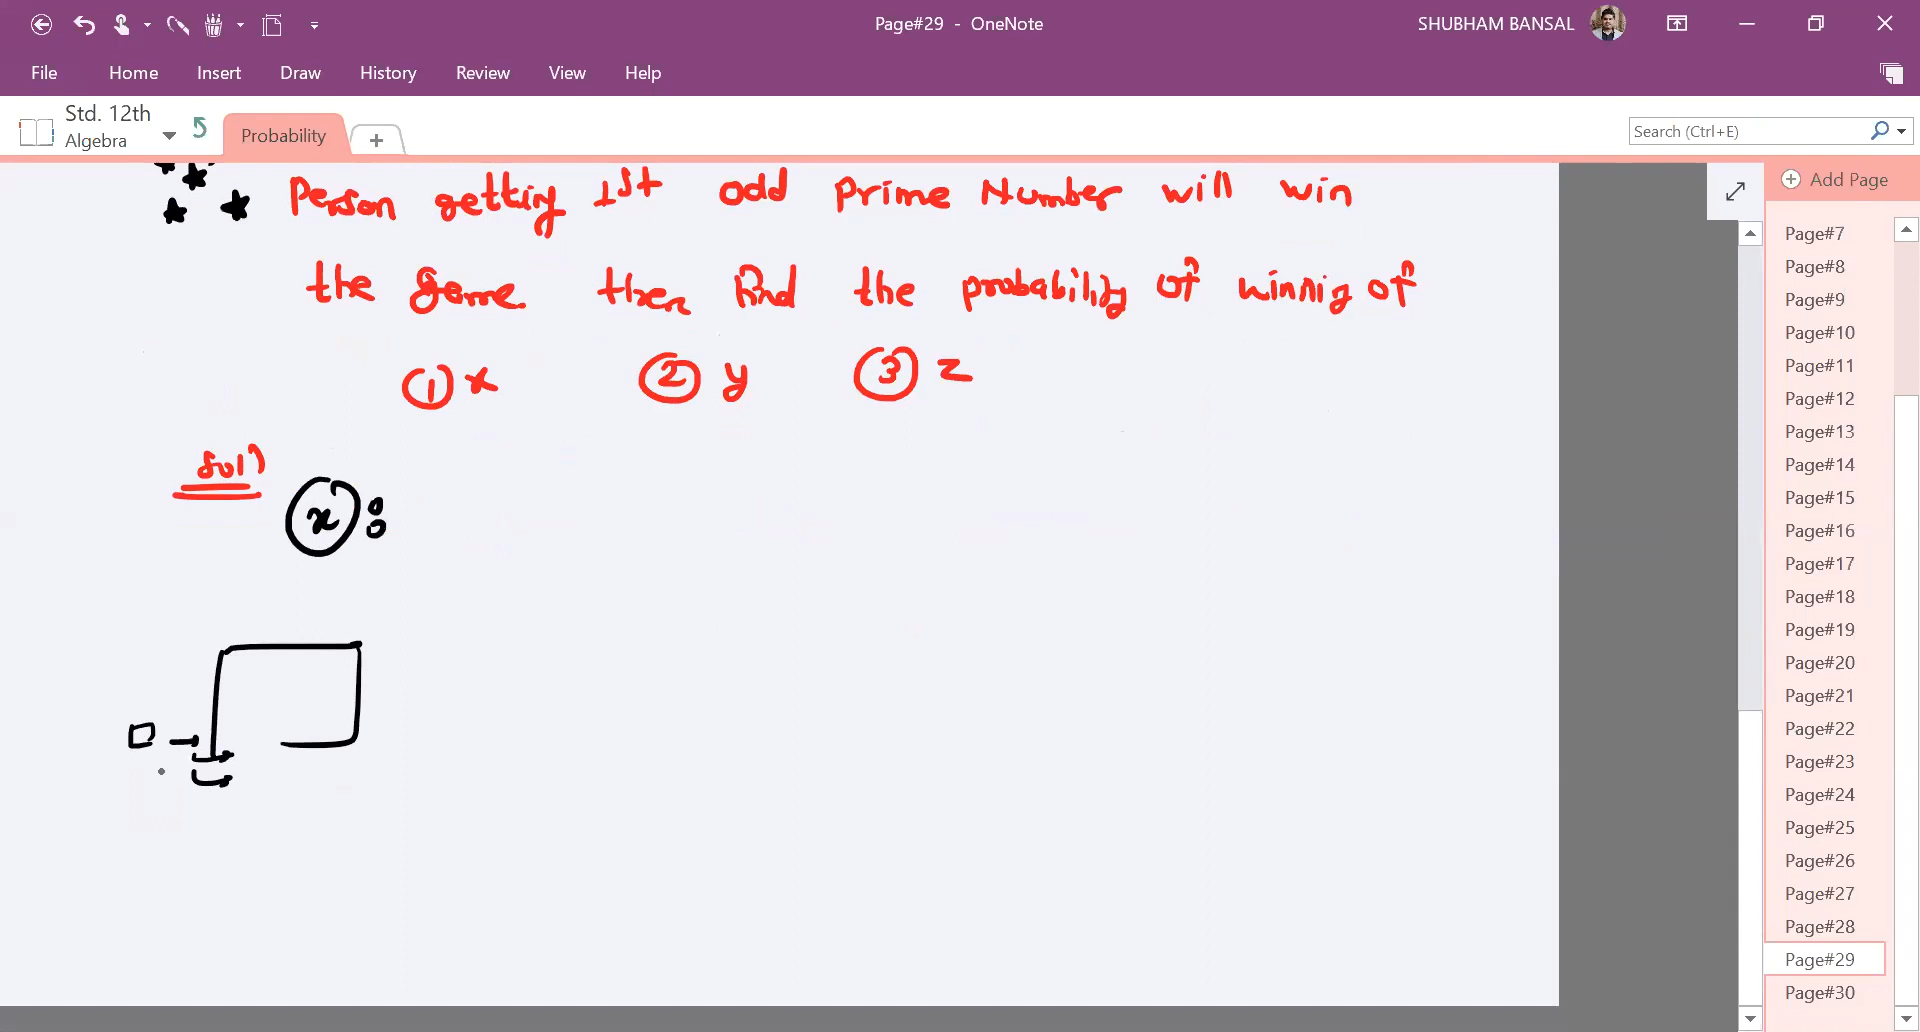 Page#29 - OneNote
SHUBHAM BANSAL
File Home Insert Draw History Review View Help
Std. 12th
Algebra
Probability
+
Search (Ctrl+E)
Add Page
Person getting 1st odd prime Number will win
the game then find the probability of winnig of
① x ② y ③ z
Sol)
x :
Page#7
Page#8
Page#9
Page#10
Page#11
Page#12
Page#13
Page#14
Page#15
Page#16
Page#17
Page#18
Page#19
Page#20
Page#21
Page#22
Page#23
Page#24
Page#25
Page#26
Page#27
Page#28
Page#29
Page#30